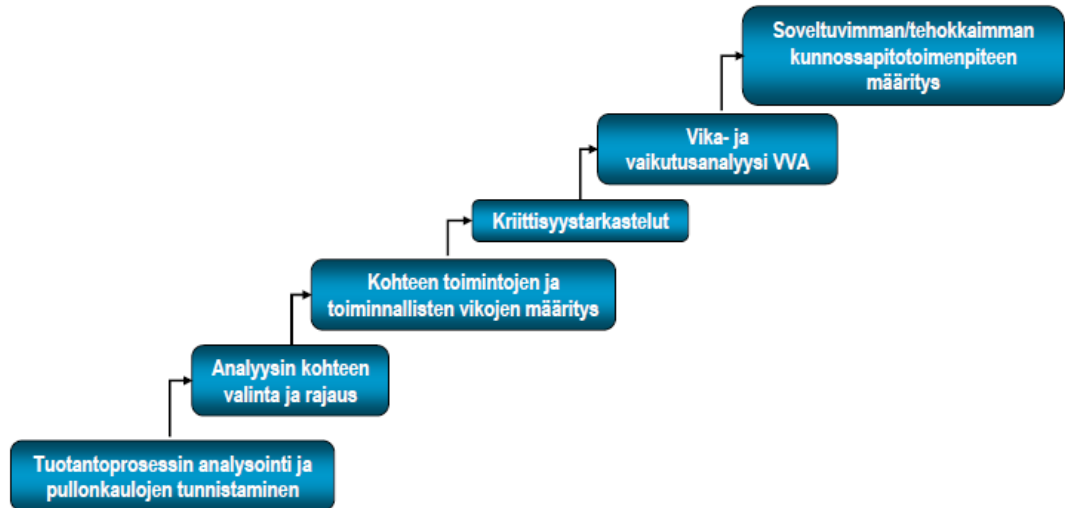 Soveltuvimman/tehokkaimman
kunnossapitotoimenpiteen
määritys
Vika- ja
vaikutusanalyysi VVA
Kriittisyystarkastelut
Kohteen toimintojen ja
toiminnallisten vikojen määritys
Analyysin kohteen
valinta ja rajaus
Tuotantoprosessin analysointi ja
pullonkaulojen tunnistaminen